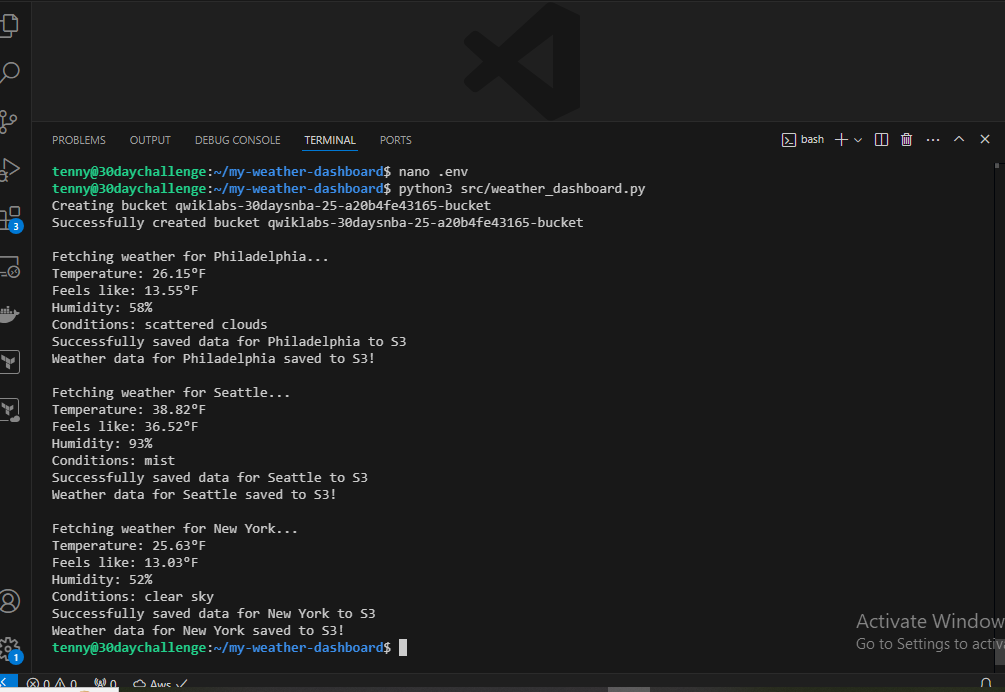 PROBLEMS OUTPUT DEBUG CONSOLE TERMINAL PORTS bash
tenny@30daychallenge:~/my-weather-dashboard$ nano .env
tenny@30daychallenge:~/my-weather-dashboard$ python3 src/weather_dashboard.py
Creating bucket qwiklabs-30daysnba-25-a20b4fe43165-bucket
Successfully created bucket qwiklabs-30daysnba-25-a20b4fe43165-bucket
Fetching weather for Philadelphia...
Temperature: 26.15°F
Feels like: 13.55°F
Humidity: 58%
Conditions: scattered clouds
Successfully saved data for Philadelphia to S3
Weather data for Philadelphia saved to S3!
3
Fetching weather for Seattle...
Temperature: 38.82°F
Feels like: 36.52°F
Humidity: 93%
Conditions: mist
Successfully saved data for Seattle to S3
Weather data for Seattle saved to S3!
Fetching weather for New York...
Temperature: 25.63°F
Feels like: 13.03°F
Humidity: 52%
Conditions: clear sky
Successfully saved data for New York to S3
Weather data for New York saved to S3!
tenny@30daychallenge:~/my-weather-dashboard$
Activate Window
Go to Settings to activa
1
0 0 0 Aws